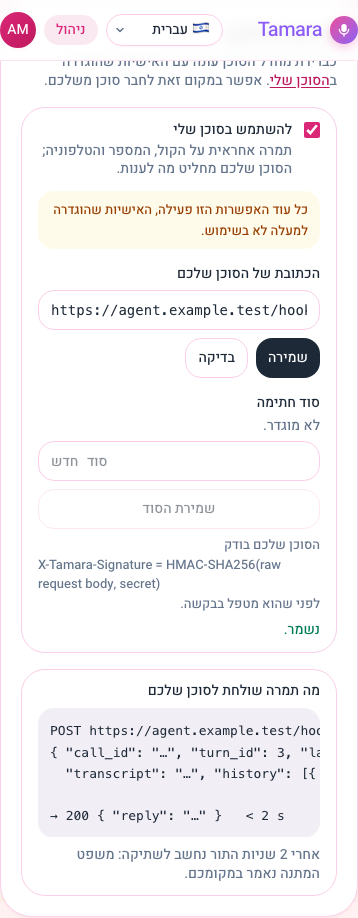 Tamara
עברית
ניהול
AM
כברירת מחדל הסוכן עונה עם האישיות שהוגדרה
בהסוכן שלי. אפשר במקום זאת לחבר סוכן משלכם.
להשתמש בסוכן שלי
תמרה אחראית על הקול, המספר והטלפוניה;
הסוכן שלכם מחליט מה לענות.
כל עוד האפשרות הזו פעילה, האישיות שהוגדרה
למעלה לא בשימוש.
הכתובת של הסוכן שלכם
https://agent.example.test/hook
שמירה
בדיקה
סוד חתימה
לא מוגדר.
סוד חדש
שמירת הסוד
הסוכן שלכם בודק
X-Tamara-Signature = HMAC-SHA256(raw
request body, secret)
לפני שהוא מטפל בבקשה.
נשמר.
מה תמרה שולחת לסוכן שלכם
POST https://agent.example.test/hoo
{ "call_id": "…", "turn_id": 3, "la
"transcript": "…", "history": [{
→ 200 { "reply": "…" } < 2 s
אחרי 2 שניות התור נחשב לשתיקה: משפט
המתנה נאמר במקומכם.